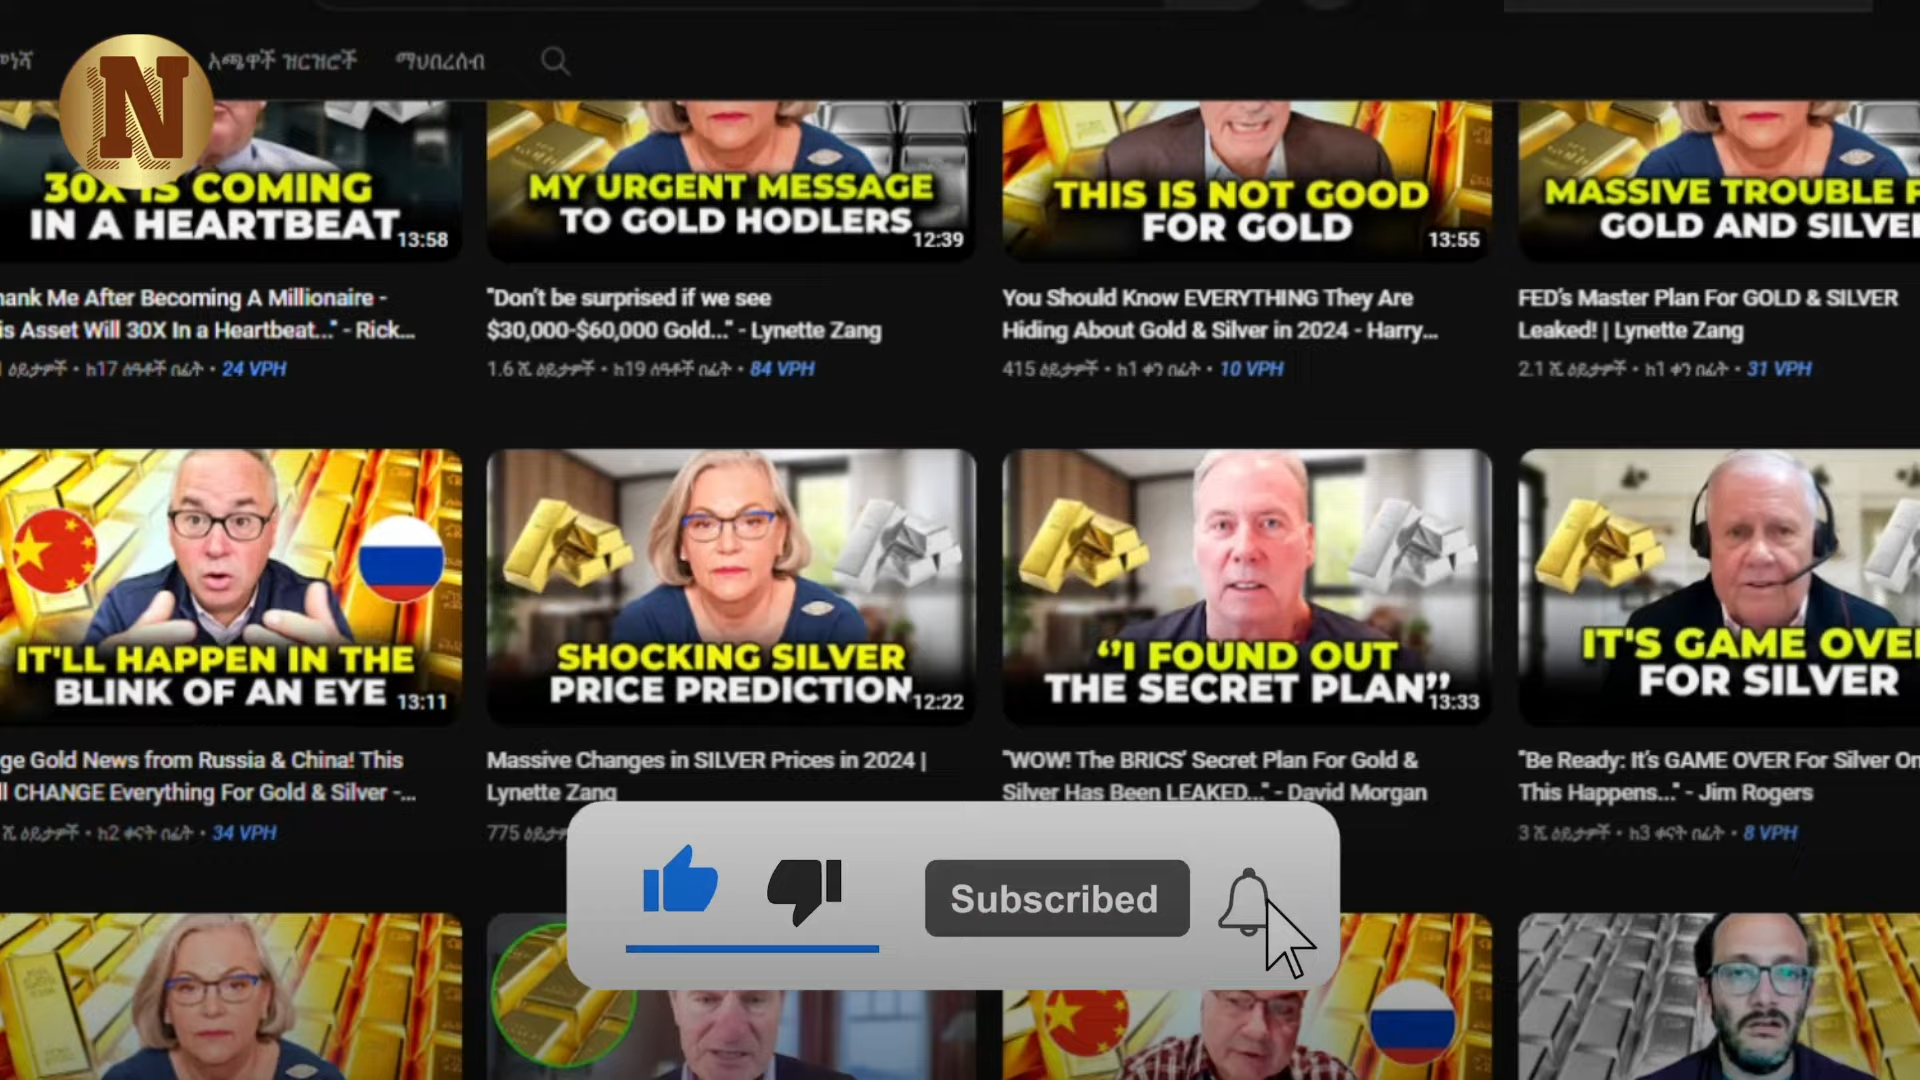 አጫዋች ዝርዝሮች ማህበረሰብ
N
30X IS COMING
IN A HEARTBEAT
13:58
MY URGENT MESSAGE
TO GOLD HODLERS
12:39
THIS IS NOT GOOD
FOR GOLD
13:55
MASSIVE TROUBLE
GOLD AND SILVE
hank Me After Becoming A Millionaire -
is Asset Will 30X In a Heartbeat..." - Rick...
ዕይታዎች • ከ17 ሰዓቶች በፊት • 24 VPH
"Don't be surprised if we see
$30,000-$60,000 Gold..." - Lynette Zang
1.6 ሺ ዕይታዎች • ከ19 ሰዓቶች በፊት • 84 VPH
You Should Know EVERYTHING They Are
Hiding About Gold & Silver in 2024 - Harry...
415 ዕይታዎች • ከ1 ቀን በፊት • 10 VPH
FED's Master Plan For GOLD & SILVER
Leaked! | Lynette Zang
2.1 ሺ ዕይታዎች • ከ1 ቀን በፊት • 31 VPH
IT'LL HAPPEN IN THE
BLINK OF AN EYE
13:11
SHOCKING SILVER
PRICE PREDICTION
12:22
‘’I FOUND OUT
THE SECRET PLAN’’
13:33
IT'S GAME OVE
FOR SILVER
ge Gold News from Russia & China! This
ll CHANGE Everything For Gold & Silver -...
ሺ ዕይታዎች • ከ2 ቀናት በፊት • 34 VPH
Massive Changes in SILVER Prices in 2024 |
Lynette Zang
775
"WOW! The BRICS' Secret Plan For Gold &
Silver Has Been LEAKED..." - David Morgan
"Be Ready: It's GAME OVER For Silver On
This Happens..." - Jim Rogers
3 ሺ ዕይታዎች • ከ3 ቀናት በፊት • 8 VPH
Subscribed